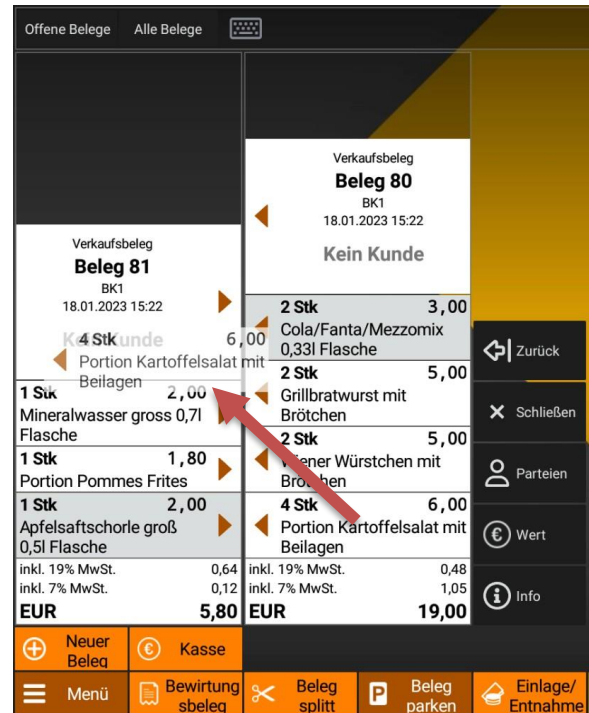 Offene Belege Alle Belege
Verkaufsbeleg
Beleg 81
BK1
18.01.2023 15:22
Kein Kunde
4 Stk 6,00
Portion Kartoffelsalat mit
Beilagen
1 Stk 2,00
Mineralwasser gross 0,7l
Flasche
1 Stk 1,80
Portion Pommes Frites
1 Stk 2,00
Apfelsaftschorle groß
0,5l Flasche
inkl. 19% MwSt. 0,64
inkl. 7% MwSt. 0,12
EUR 5,80
Verkaufsbeleg
Beleg 80
BK1
18.01.2023 15:22
Kein Kunde
2 Stk 3,00
Cola/Fanta/Mezzomix
0,33l Flasche
2 Stk 5,00
Grillbratwurst mit
Brötchen
2 Stk 5,00
Wiener Würstchen mit
Brötchen
4 Stk 6,00
Portion Kartoffelsalat mit
Beilagen
inkl. 19% MwSt. 0,48
inkl. 7% MwSt. 1,05
EUR 19,00
Zurück
Schließen
Parteien
Wert
Info
Neuer
Beleg
Kasse
Menü
Bewirtung
sbeleg
Beleg
splitt
P
Beleg
parken
Einlage/
Entnahme